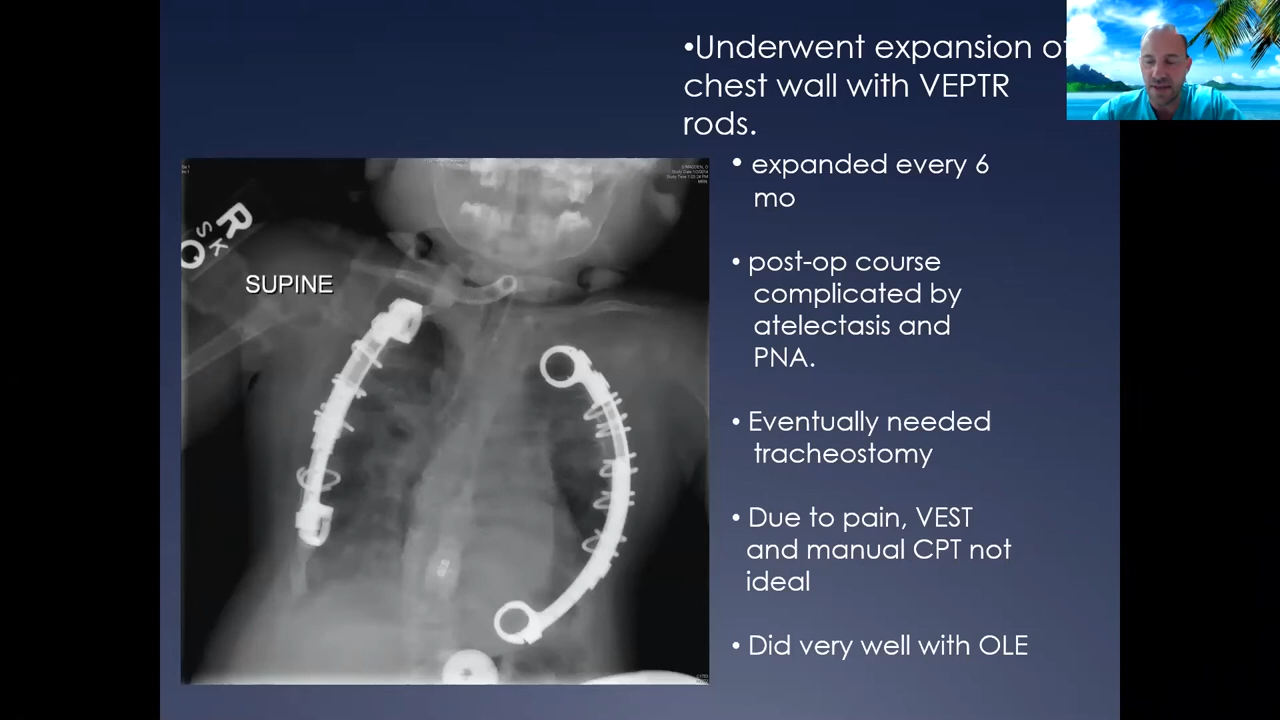 •Underwent expansion of
chest wall with VEPTR
rods.
• expanded every 6
mo
• post-op course
complicated by
atelectasis and
PNA.
• Eventually needed
tracheostomy
• Due to pain, VEST
and manual CPT not
ideal
• Did very well with OLE
R
S K
SUPINE